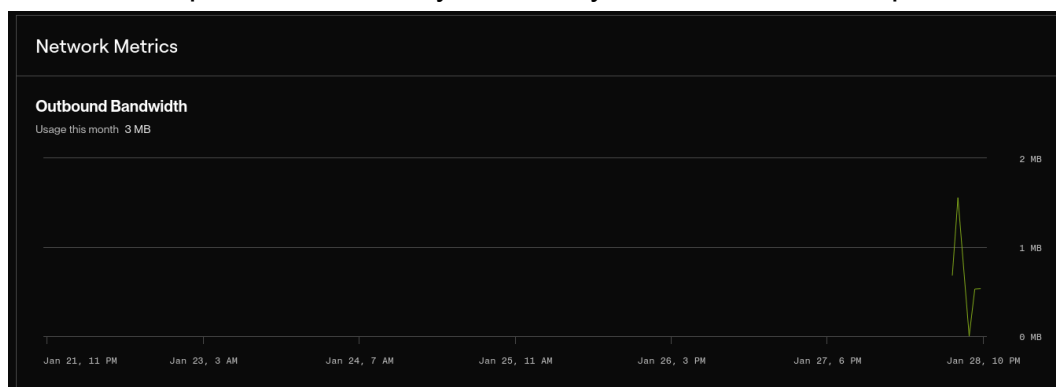 Network Metrics
Outbound Bandwidth
Usage this month 3 MB
2 MB
1 MB
0 MB
Jan 21, 11 PM Jan 23, 3 AM Jan 24, 7 AM Jan 25, 11 AM Jan 26, 3 PM Jan 27, 6 PM Jan 28, 10 PM